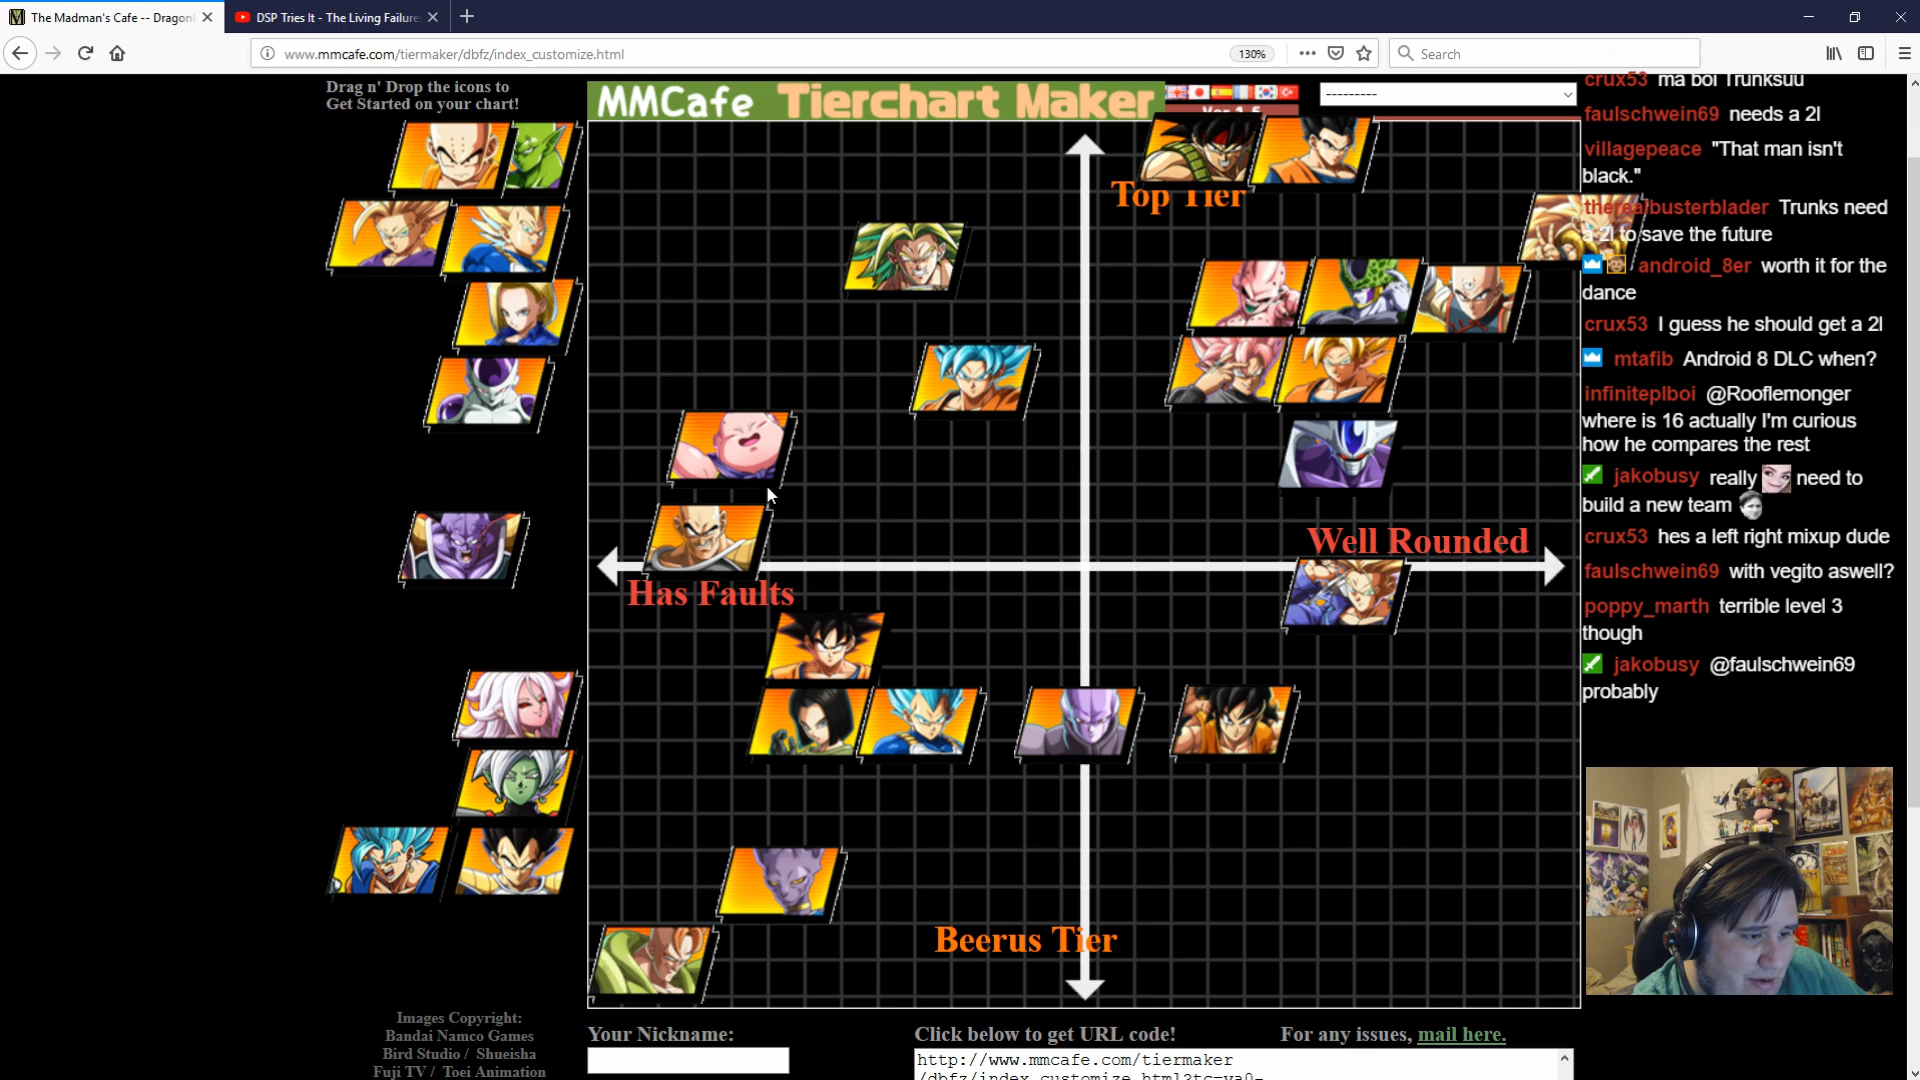 The Madman's Cafe -- Dragon
DSP Tries It - The Living Failure
www.mmcafe.com/tiermaker/dbfz/index_customize.html
130%
Search
Drag n' Drop the icons to
Get Started on your chart!
MMCafe Tierchart Maker
---------
Top Tier
Well Rounded
Has Faults
Beerus Tier
crux53 ma boi Trunksuu
faulschwein69 needs a 2l
villagepeace "That man isn't
black."
therealbusterblader Trunks need
a 2l to save the future
android_8er worth it for the
dance
crux53 I guess he should get a 2l
mtafib Android 8 DLC when?
infiniteplboi @Rooflemonger
where is 16 actually I'm curious
how he compares the rest
jakobusy really need to
build a new team
crux53 hes a left right mixup dude
faulschwein69 with vegito aswell?
poppy_marth terrible level 3
though
jakobusy @faulschwein69
probably
Images Copyright:
Bandai Namco Games
Bird Studio / Shueisha
Fuji TV / Toei Animation
Your Nickname:
Click below to get URL code!
For any issues, mail here.
http://www.mmcafe.com/tiermaker